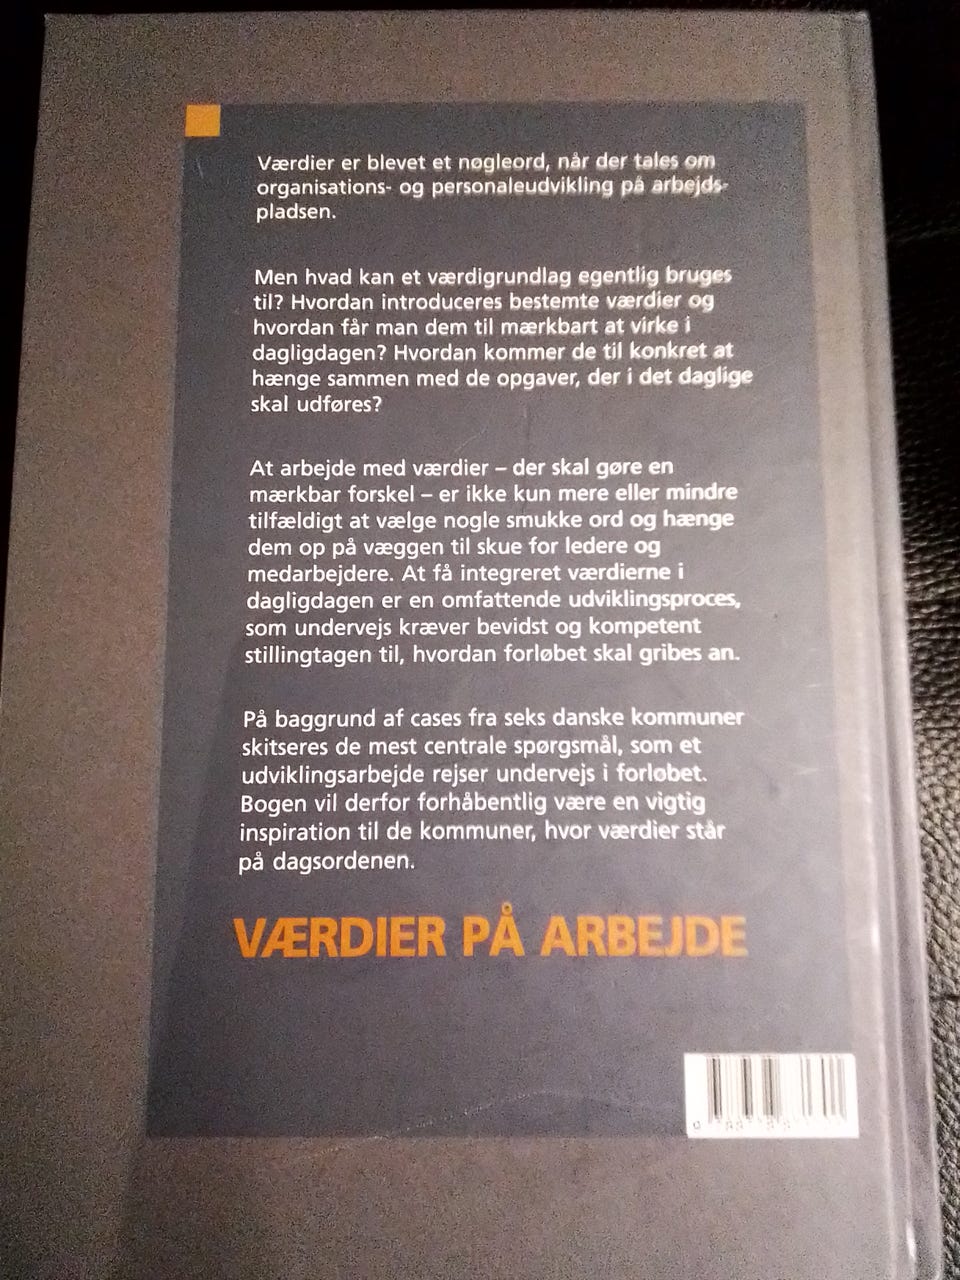 Værdier er blevet et nøgleord, når der tales om
organisations- og personaleudvikling på arbejds-
pladsen.
Men hvad kan et værdigrundlag egentlig bruges
til? Hvordan introduceres bestemte værdier og
hvordan får man dem til mærkbart at virke i
dagligdagen? Hvordan kommer de til konkret at
hænge sammen med de opgaver, der i det daglige
skal udføres?
At arbejde med værdier – der skal gøre en
mærkbar forskel – er ikke kun mere eller mindre
tilfældigt at vælge nogle smukke ord og hænge
dem op på væggen til skue for ledere og
medarbejdere. At få integreret værdierne i
dagligdagen er en omfattende udviklingsproces,
som undervejs kræver bevidst og kompetent
stillingtagen til, hvordan forløbet skal gribes an.
På baggrund af cases fra seks danske kommuner
skitseres de mest centrale spørgsmål, som et
udviklingsarbejde rejser undervejs i forløbet.
Bogen vil derfor forhåbentlig være en vigtig
inspiration til de kommuner, hvor værdier står
på dagsordenen.
VÆRDIER PÅ ARBEJDE